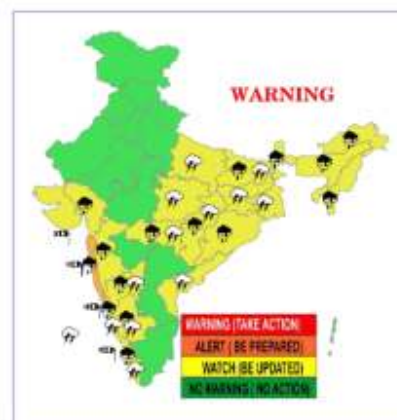 WARNING
WARNING (TAKE ACTION)
ALERT ( BE PREPARED)
WATCH (BE UPDATED)
NO WARNING ( NO ACTION)